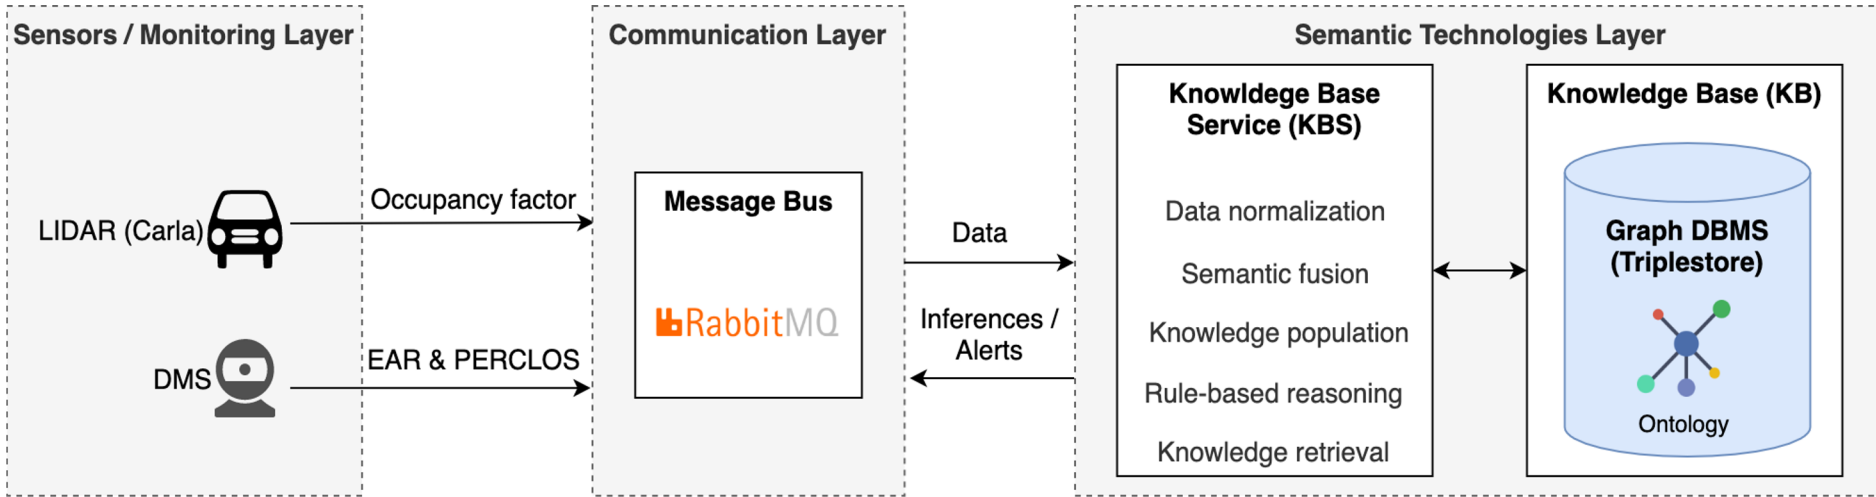 Sensors / Monitoring Layer
LIDAR (Carla)
DMS
Occupancy factor
EAR & PERCLOS
Communication Layer
Message Bus
RabbitMQ
Data
Inferences /
Alerts
Semantic Technologies Layer
Knowldege Base
Service (KBS)
Data normalization
Semantic fusion
Knowledge population
Rule-based reasoning
Knowledge retrieval
Knowledge Base (KB)
Graph DBMS
(Triplestore)
Ontology